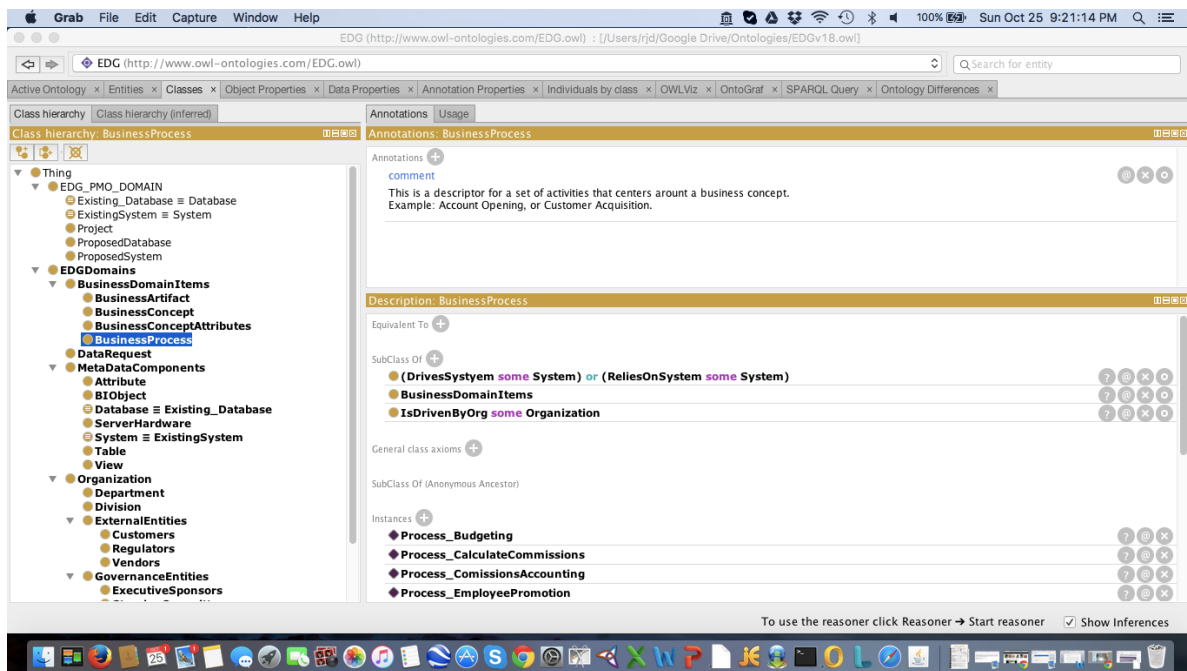 Grab File Edit Capture Window Help 100% Sun Oct 25 9:21:14 PM
EDG (http://www.owl-ontologies.com/EDG.owl) : [/Users/rjd/Google Drive/Ontologies/EDGv18.owl]
EDG (http://www.owl-ontologies.com/EDG.owl) Search for entity
Active Ontology × Entities × Classes × Object Properties × Data Properties × Annotation Properties × Individuals by class × OWLViz × OntoGraf × SPARQL Query × Ontology Differences ×
Class hierarchy Class hierarchy (inferred)
Class hierarchy: BusinessProcess
Thing
EDG_PMO_DOMAIN
Existing_Database ≡ Database
ExistingSystem ≡ System
Project
ProposedDatabase
ProposedSystem
EDGDomains
BusinessDomainItems
BusinessArtifact
BusinessConcept
BusinessConceptAttributes
BusinessProcess
DataRequest
MetaDataComponents
Attribute
BIObject
Database ≡ Existing_Database
ServerHardware
System ≡ ExistingSystem
Table
View
Organization
Department
Division
ExternalEntities
Customers
Regulators
Vendors
GovernanceEntities
ExecutiveSponsors
Annotations Usage
Annotations: BusinessProcess
Annotations
comment
This is a descriptor for a set of activities that centers arount a business concept.
Example: Account Opening, or Customer Acquisition.
Description: BusinessProcess
Equivalent To
SubClass Of
(DrivesSystyem some System) or (ReliesOnSystem some System)
BusinessDomainItems
IsDrivenByOrg some Organization
General class axioms
SubClass Of (Anonymous Ancestor)
Instances
Process_Budgeting
Process_CalculateCommissions
Process_ComissionsAccounting
Process_EmployeePromotion
To use the reasoner click Reasoner → Start reasoner Show Inferences